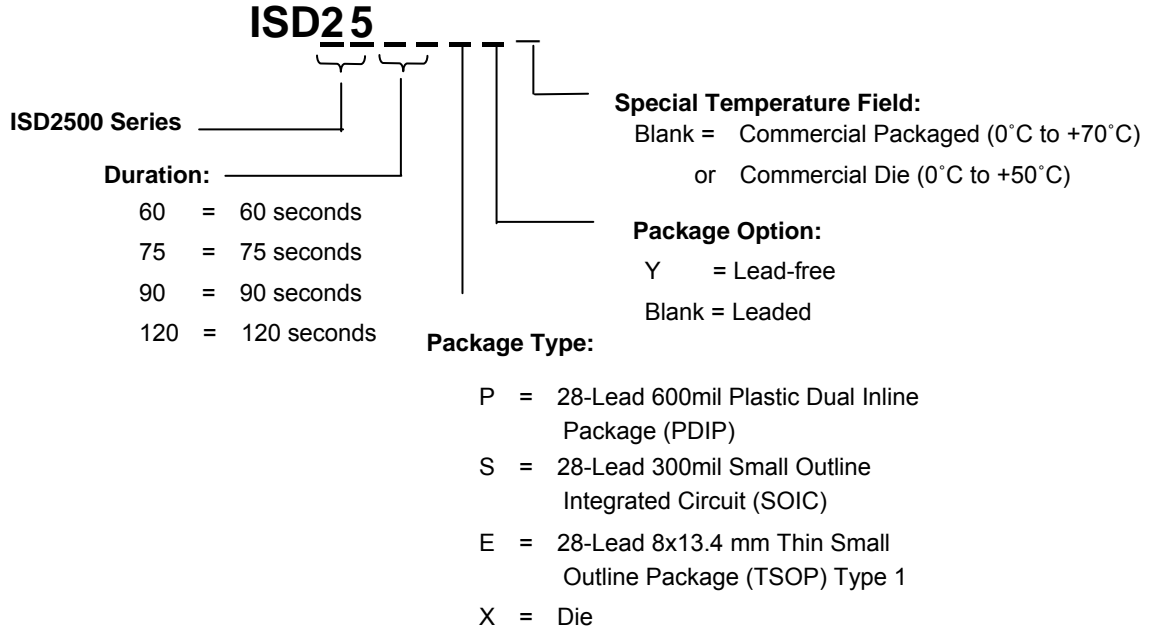 ISD25
ISD2500 Series
Duration:
60 = 60 seconds
75 = 75 seconds
90 = 90 seconds
120 = 120 seconds
Special Temperature Field:
Blank = Commercial Packaged (0˚C to +70˚C)
or Commercial Die (0˚C to +50˚C)
Package Option:
Y = Lead-free
Blank = Leaded
Package Type:
P = 28-Lead 600mil Plastic Dual Inline
Package (PDIP)
S = 28-Lead 300mil Small Outline
Integrated Circuit (SOIC)
E = 28-Lead 8x13.4 mm Thin Small
Outline Package (TSOP) Type 1
X = Die